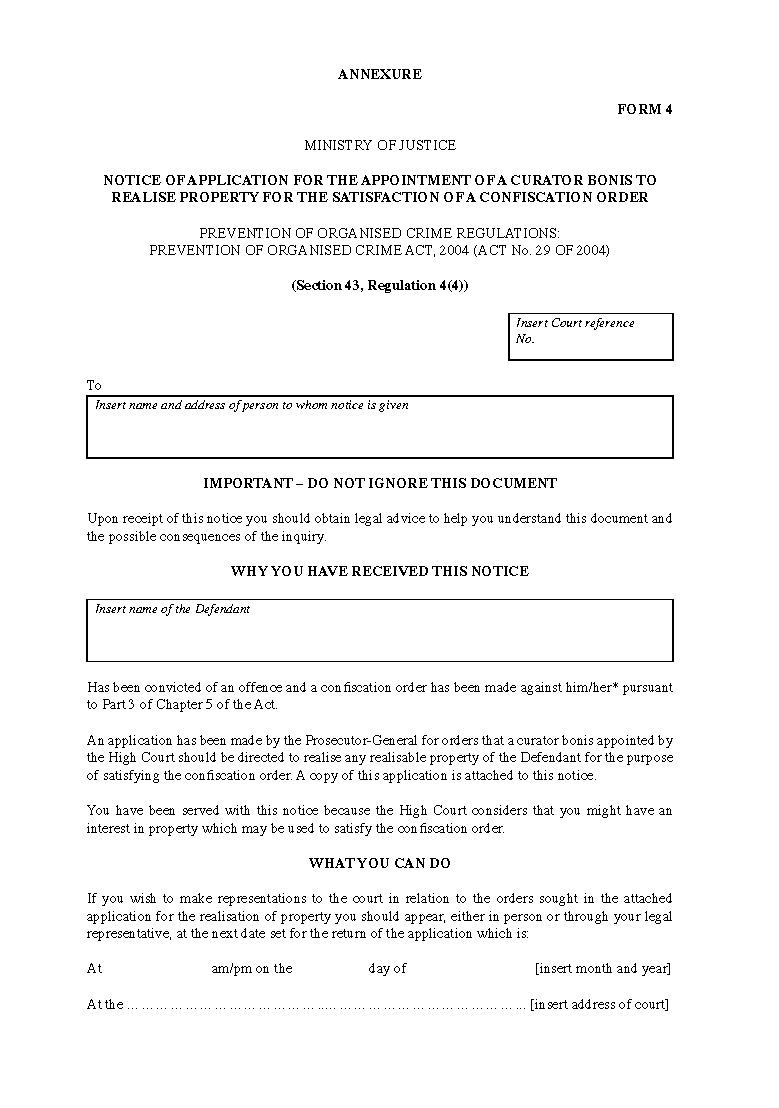 ANNEXURE
FORM 4
MINISTRY OF JUSTICE
NOTICE OF APPLICATION FOR THE APPOINTMENT OF A CURATOR BONIS TO
REALISE PROPERTY FOR THE SATISFACTION OF A CONFISCATION ORDER
PREVENTION OF ORGANISED CRIME REGULATIONS:
PREVENTION OF ORGANISED CRIME ACT, 2004 (ACT No. 29 OF 2004)
(Section 43, Regulation 4(4))
Insert Court reference
No.
To
Insert name and address of person to whom notice is given
IMPORTANT – DO NOT IGNORE THIS DOCUMENT
Upon receipt of this notice you should obtain legal advice to help you understand this document and
the possible consequences of the inquiry.
WHY YOU HAVE RECEIVED THIS NOTICE
Insert name of the Defendant
Has been convicted of an offence and a confiscation order has been made against him/her* pursuant
to Part 3 of Chapter 5 of the Act.
An application has been made by the Prosecutor-General for orders that a curator bonis appointed by
the High Court should be directed to realise any realisable property of the Defendant for the purpose
of satisfying the confiscation order. A copy of this application is attached to this notice.
You have been served with this notice because the High Court considers that you might have an
interest in property which may be used to satisfy the confiscation order.
WHAT YOU CAN DO
If you wish to make representations to the court in relation to the orders sought in the attached
application for the realisation of property you should appear, either in person or through your legal
representative, at the next date set for the return of the application which is:
At am/pm on the day of [insert month and year]
At the ……………………………………..…………………………………... [insert address of court]